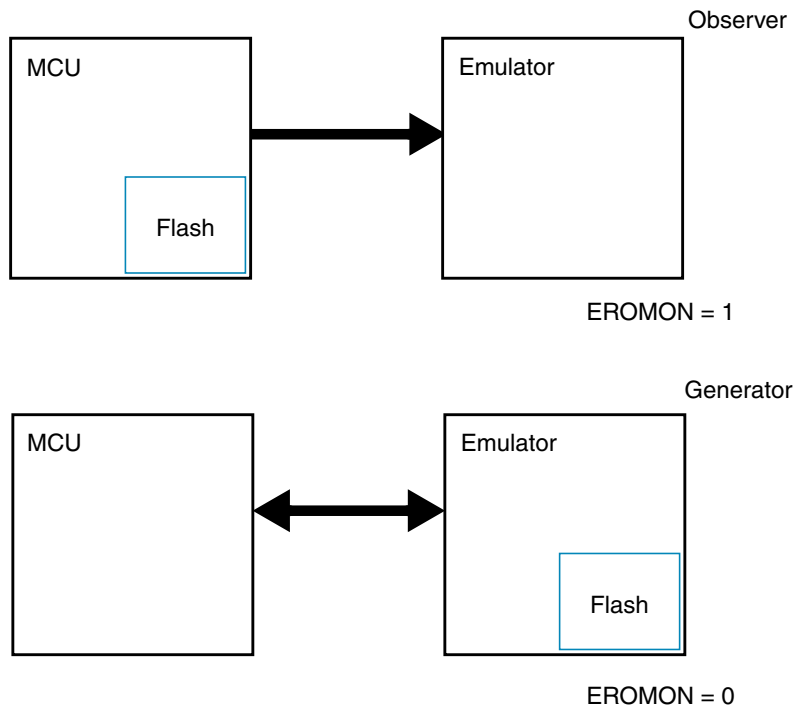 Observer
MCU
Emulator
Flash
EROMON = 1
Generator
MCU
Emulator
Flash
EROMON = 0